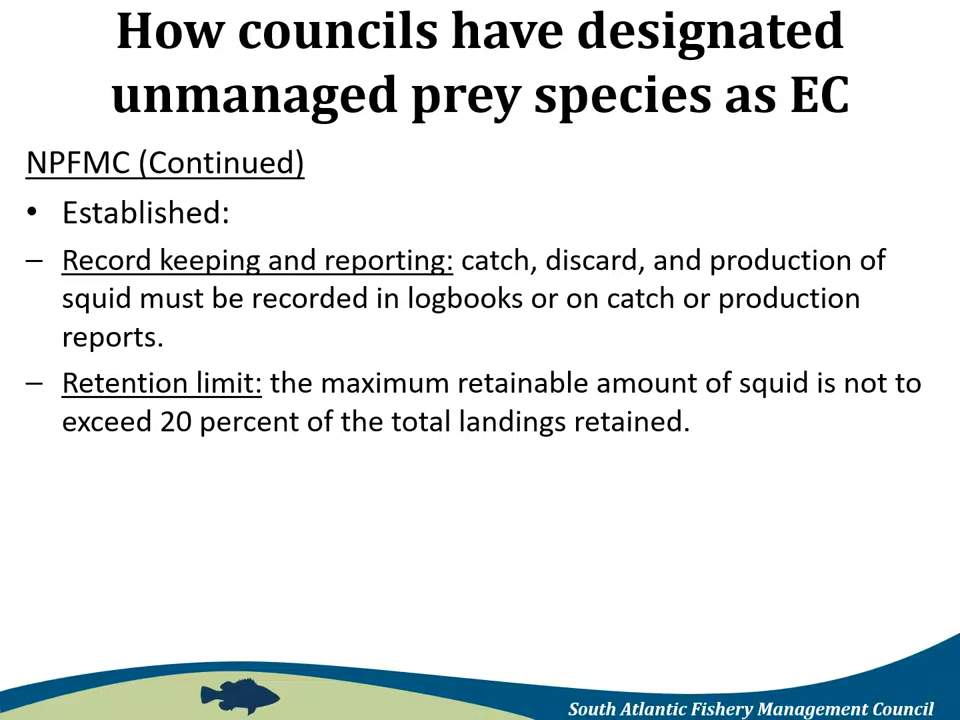 How councils have designated
unmanaged prey species as EC
NPFMC (Continued)
• Established:
– Record keeping and reporting: catch, discard, and production of
squid must be recorded in logbooks or on catch or production
reports.
– Retention limit: the maximum retainable amount of squid is not to
exceed 20 percent of the total landings retained.
South Atlantic Fishery Management Council